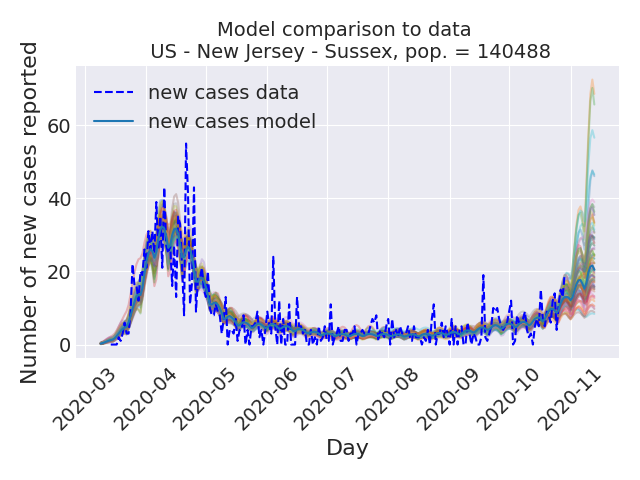 Model comparison to data
US - New Jersey - Sussex, pop. = 140488
Number of new cases reported
new cases data
new cases model
60
40
20
0
2020-03
2020-04
2020-05
2020-06
2020-07
2020-08
2020-09
2020-10
2020-11
Day